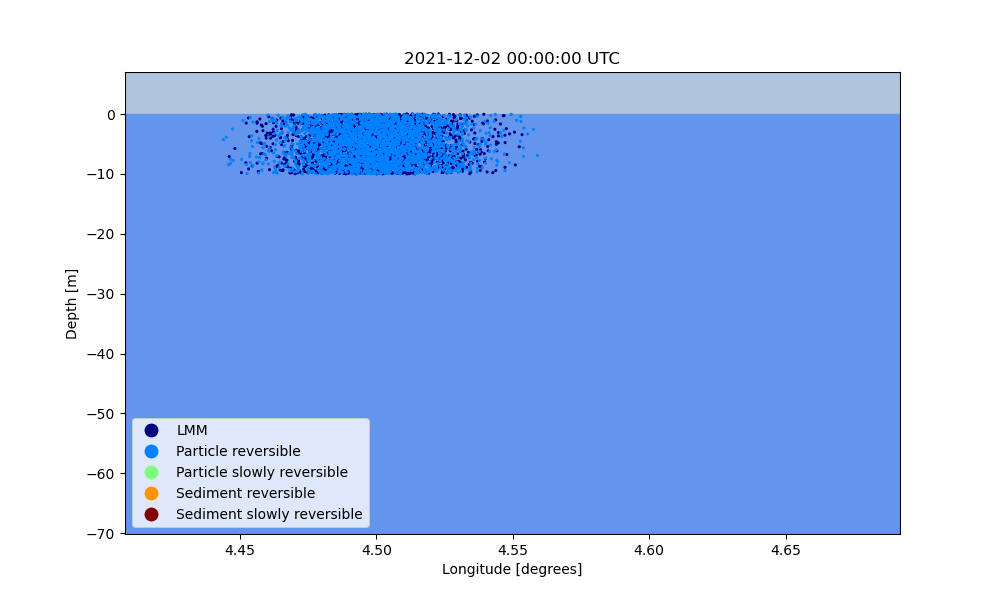 2021-12-02 00:00:00 UTC
0
−10
−20
−30
−40
−50
−60
−70
Depth [m]
LMM
Particle reversible
Particle slowly reversible
Sediment reversible
Sediment slowly reversible
4.45 4.50 4.55 4.60 4.65
Longitude [degrees]